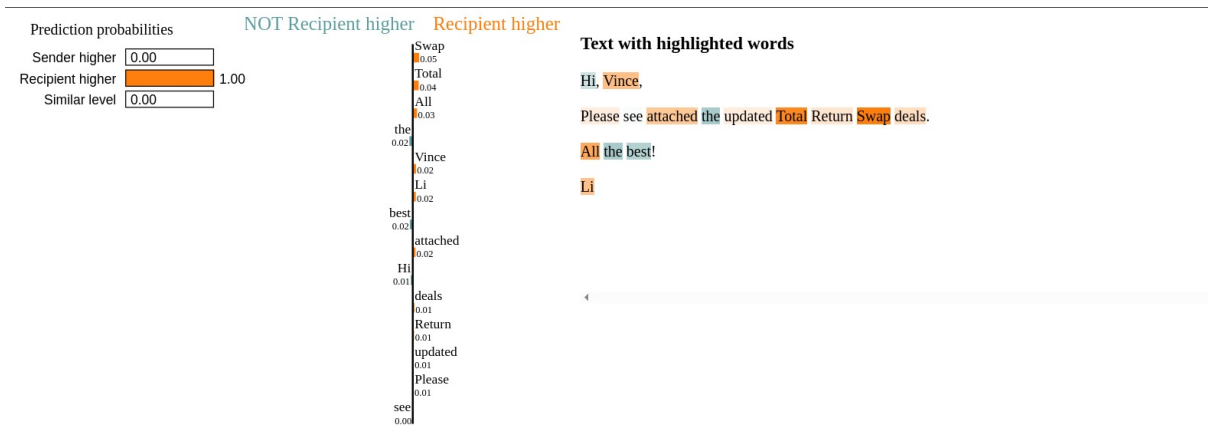 Prediction probabilities
Sender higher 0.00
Recipient higher 1.00
Similar level 0.00
NOT Recipient higher Recipient higher
Swap
0.05
Total
0.04
All
0.03
the
0.02
Vince
0.02
Li
0.02
best
0.02
attached
0.02
Hi
0.01
deals
0.01
Return
0.01
updated
0.01
Please
0.01
see
0.00
Text with highlighted words
Hi, Vince,
Please see attached the updated Total Return Swap deals.
All the best!
Li